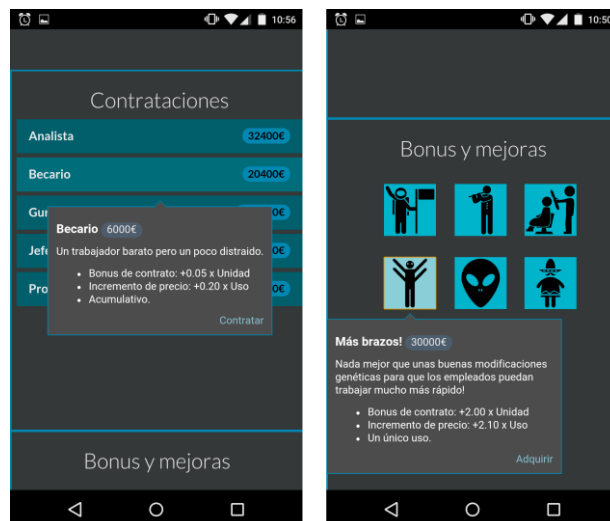 10:56
Contrataciones
Analista 32400€
Becario 20400€
Becario 6000€
Un trabajador barato pero un poco distraido.
• Bonus de contrato: +0.05 x Unidad
• Incremento de precio: +0.20 x Uso
• Acumulativo.
Contratar
Bonus y mejoras
10:50
Bonus y mejoras
Más brazos! 30000€
Nada mejor que unas buenas modificaciones
genéticas para que los empleados puedan
trabajar mucho más rápido!
• Bonus de contrato: +2.00 x Unidad
• Incremento de precio: +2.10 x Uso
• Un único uso.
Adquirir